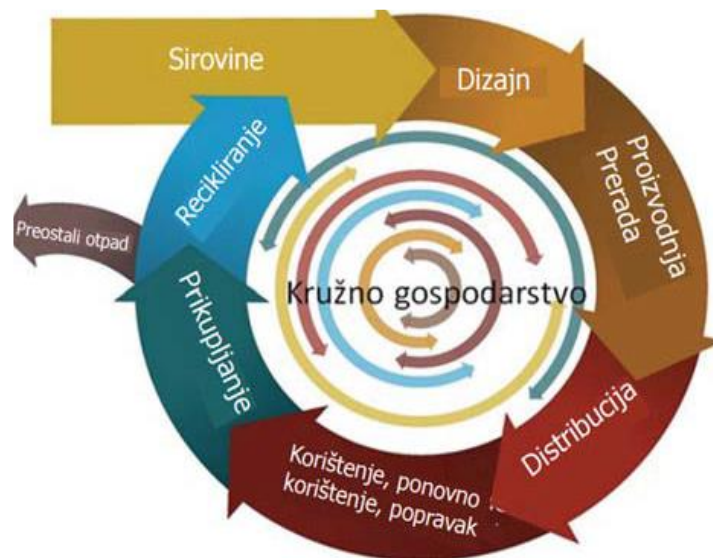 Sirovine
Dizajn
Proizvodnja
Prerada
Distribucija
Korištenje, ponovno
korištenje, popravak
Prikupljanje
Recikliranje
Preostali otpad
Kružno gospodarstvo